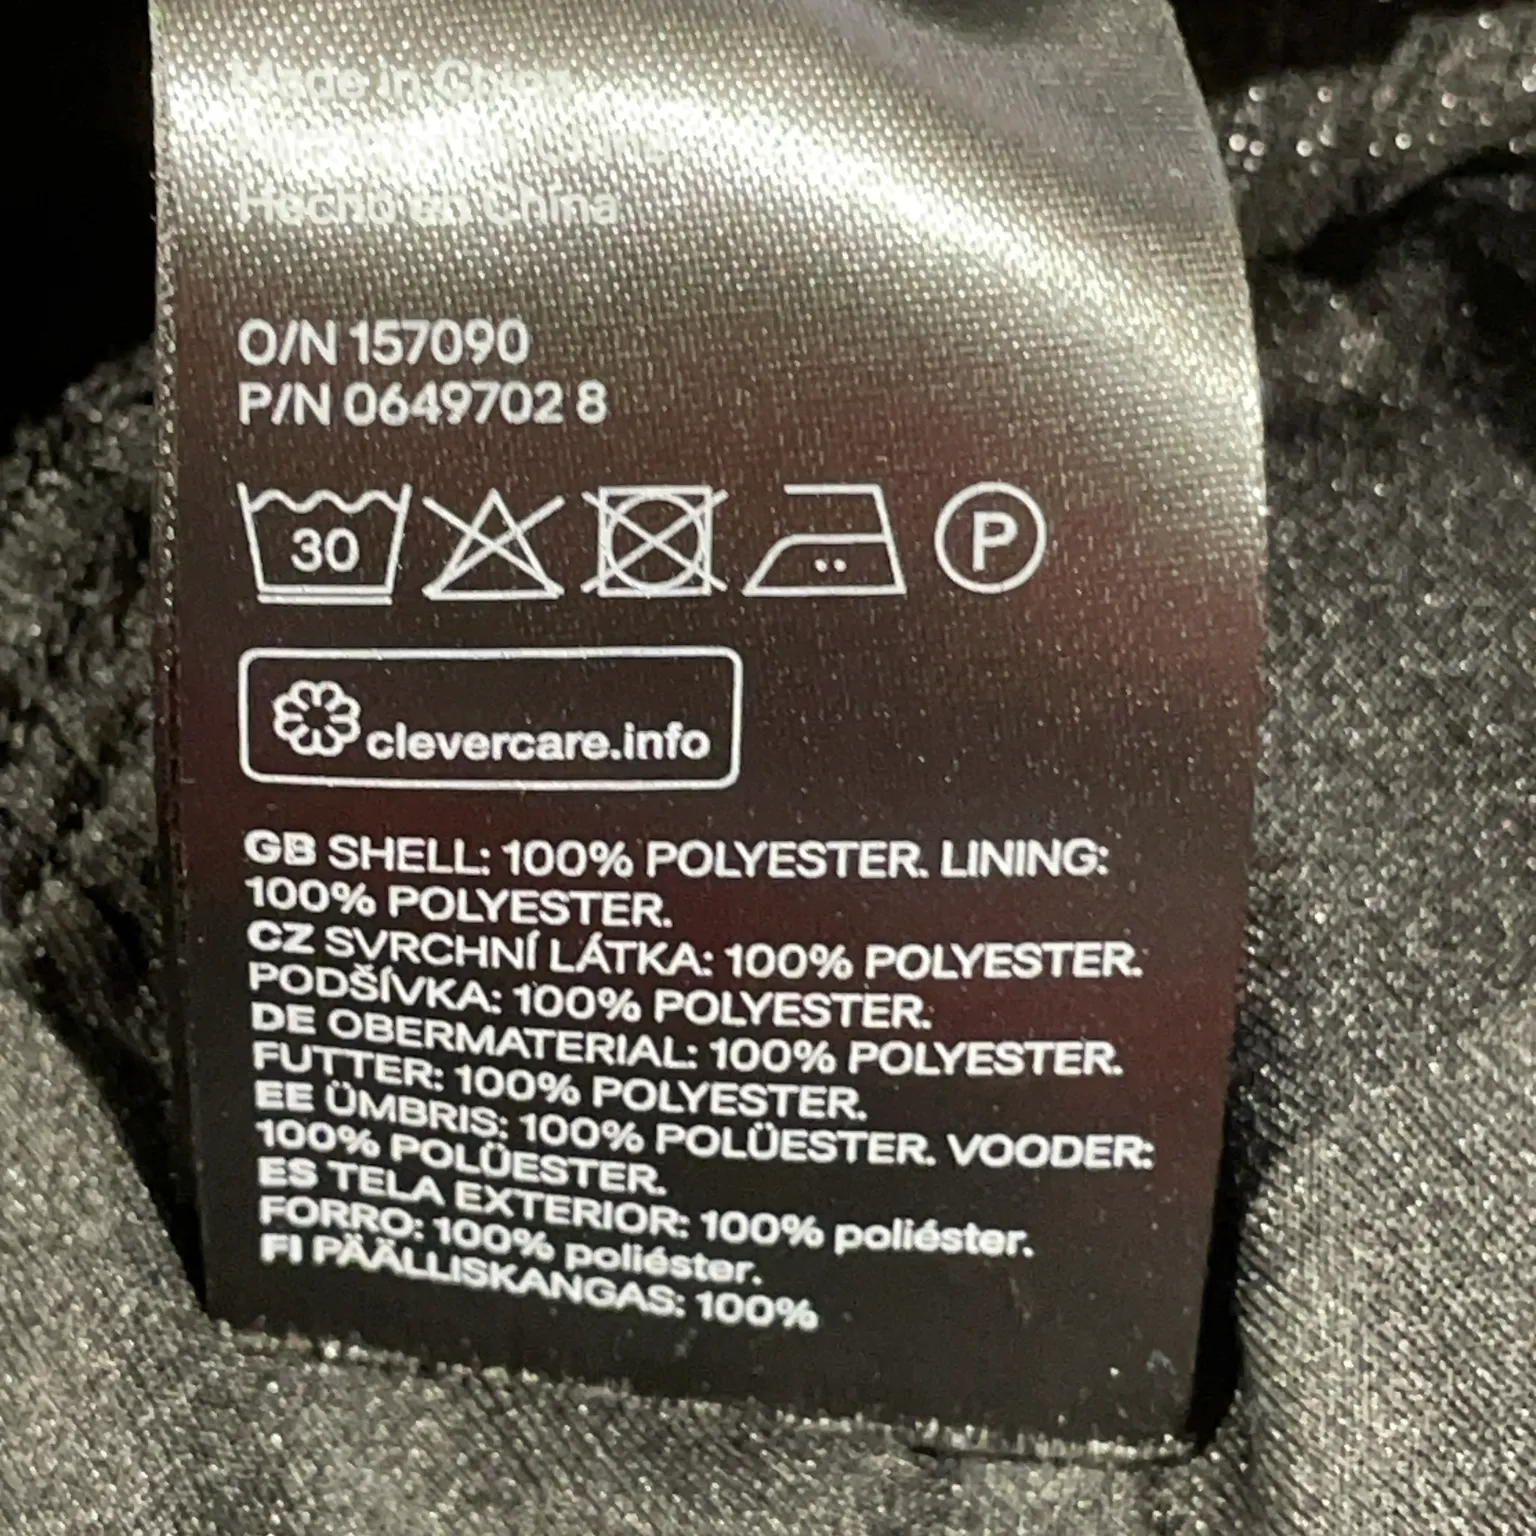 Made in China
Hecho en China
O/N 157090
P/N 0649702 8
30
P
clevercare.info
GB SHELL: 100% POLYESTER. LINING:
100% POLYESTER.
CZ SVRCHNÍ LÁTKA: 100% POLYESTER.
PODŠÍVKA: 100% POLYESTER.
DE OBERMATERIAL: 100% POLYESTER.
FUTTER: 100% POLYESTER.
EE ÜMBRIS: 100% POLÜESTER. VOODER:
100% POLÜESTER.
ES TELA EXTERIOR: 100% poliéster.
FORRO: 100% poliéster.
FI PÄÄLLISKANGAS: 100%